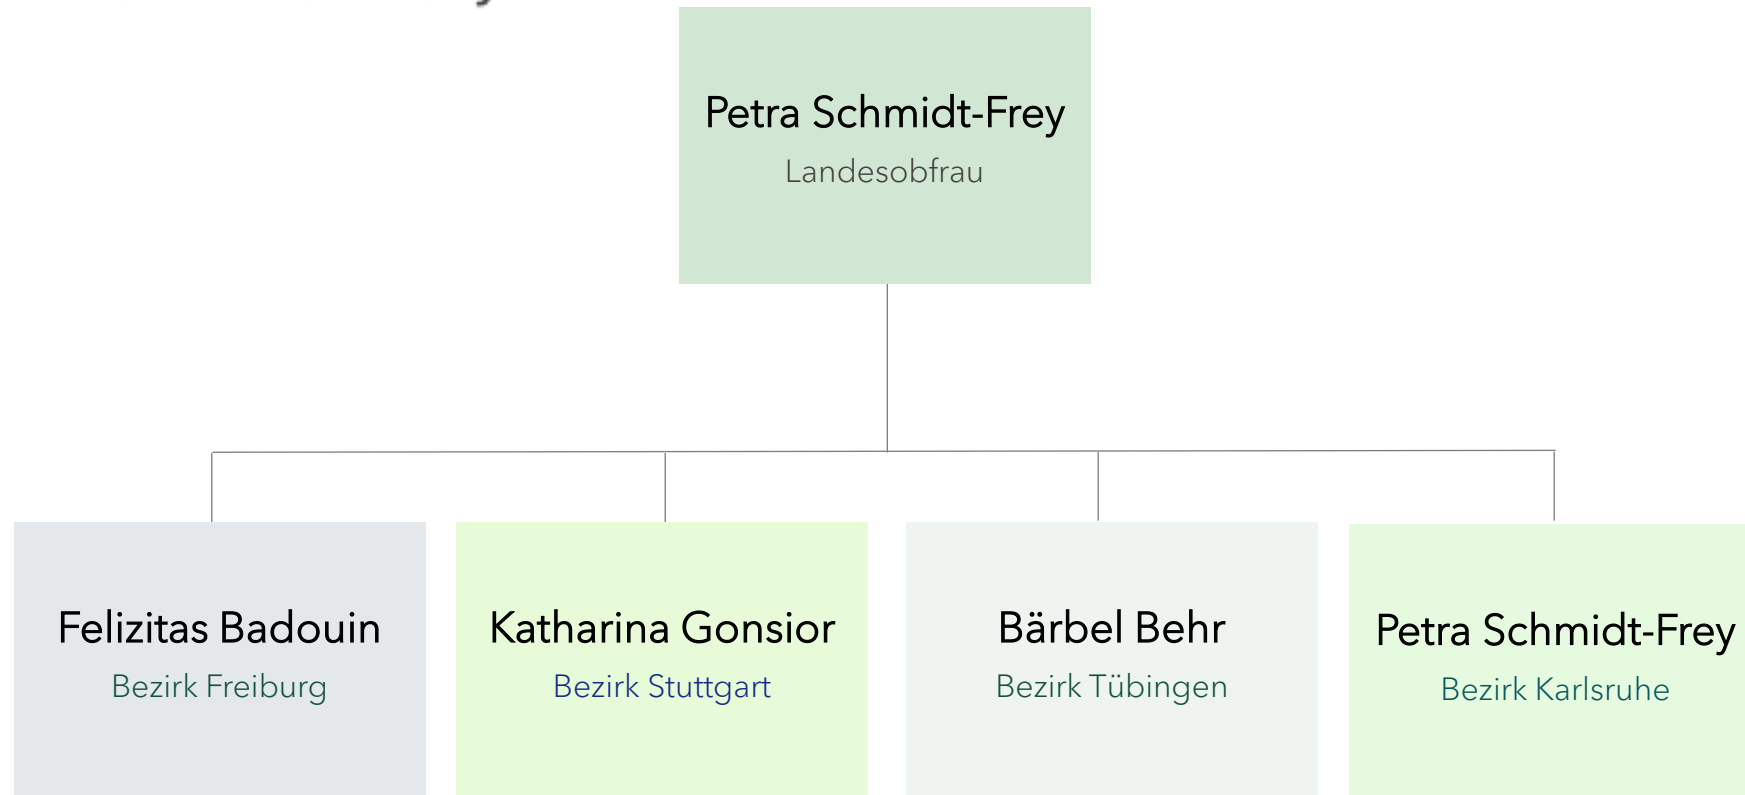 Petra Schmidt-Frey
Landesobfrau
Felizitas Badouin
Bezirk Freiburg
Katharina Gonsior
Bezirk Stuttgart
Bärbel Behr
Bezirk Tübingen
Petra Schmidt-Frey
Bezirk Karlsruhe